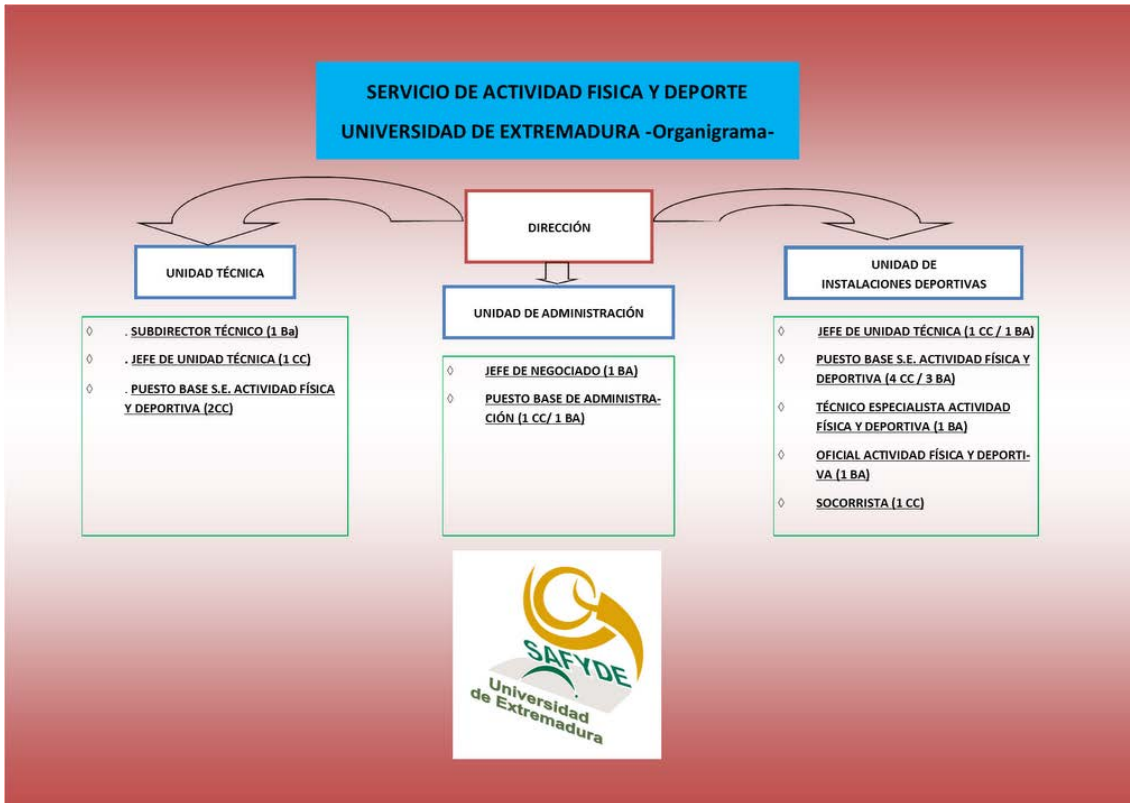 SERVICIO DE ACTIVIDAD FISICA Y DEPORTE
UNIVERSIDAD DE EXTREMADURA -Organigrama-
DIRECCIÓN
UNIDAD TÉCNICA
◊ . SUBDIRECTOR TÉCNICO (1 Ba)
◊ . JEFE DE UNIDAD TÉCNICA (1 CC)
◊ . PUESTO BASE S.E. ACTIVIDAD FÍSICA
Y DEPORTIVA (2CC)
UNIDAD DE ADMINISTRACIÓN
◊ JEFE DE NEGOCIADO (1 BA)
◊ PUESTO BASE DE ADMINISTRA-
CIÓN (1 CC/ 1 BA)
UNIDAD DE
INSTALACIONES DEPORTIVAS
◊ JEFE DE UNIDAD TÉCNICA (1 CC / 1 BA)
◊ PUESTO BASE S.E. ACTIVIDAD FÍSICA Y
DEPORTIVA (4 CC / 3 BA)
◊ TÉCNICO ESPECIALISTA ACTIVIDAD
FÍSICA Y DEPORTIVA (1 BA)
◊ OFICIAL ACTIVIDAD FÍSICA Y DEPORTI-
VA (1 BA)
◊ SOCORRISTA (1 CC)
SAFYDE
Universidad
de Extremadura